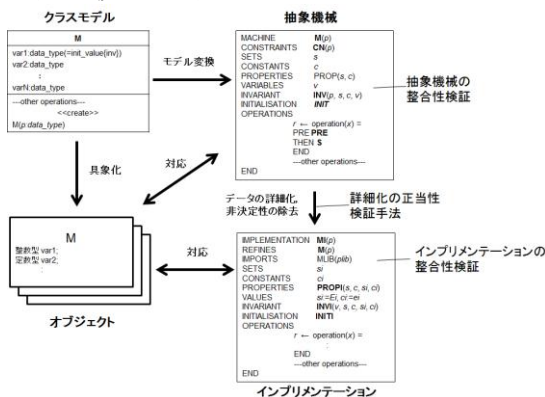 クラスモデル
M
var1:data_type(=init_value{inv})
var2:data_type
:
varN:data_type
---other operations---
<<create>>
M(p:data_type)
モデル変換
抽象機械
MACHINE M(p)
CONSTRAINTS CN(p)
SETS s
CONSTANTS c
PROPERTIES PROP(s, c)
VARIABLES v
INVARIANT INV(p, s, c, v)
INITIALISATION INIT
OPERATIONS
r ← operation(x) =
PRE PRE
THEN S
END
---other operations---
END
抽象機械の
整合性検証
具象化
対応
データの詳細化,
非決定性の除去
詳細化の正当性
検証手法
M
整数型 var1;
定数型 var2;
:
オブジェクト
対応
IMPLEMENTATION MI(p)
REFINES M(p)
IMPORTS MLIB(plib)
SETS si
CONSTANTS ci
PROPERTIES PROPI(s, c, si, ci)
VALUES si =Ei, ci =ei
INVARIANT INVI(v, s, c, si, ci)
INITIALISATION INITI
OPERATIONS
r ← operation(x) =
:
END
---other operations---
END
インプリメンテーションの
整合性検証
インプリメンテーション